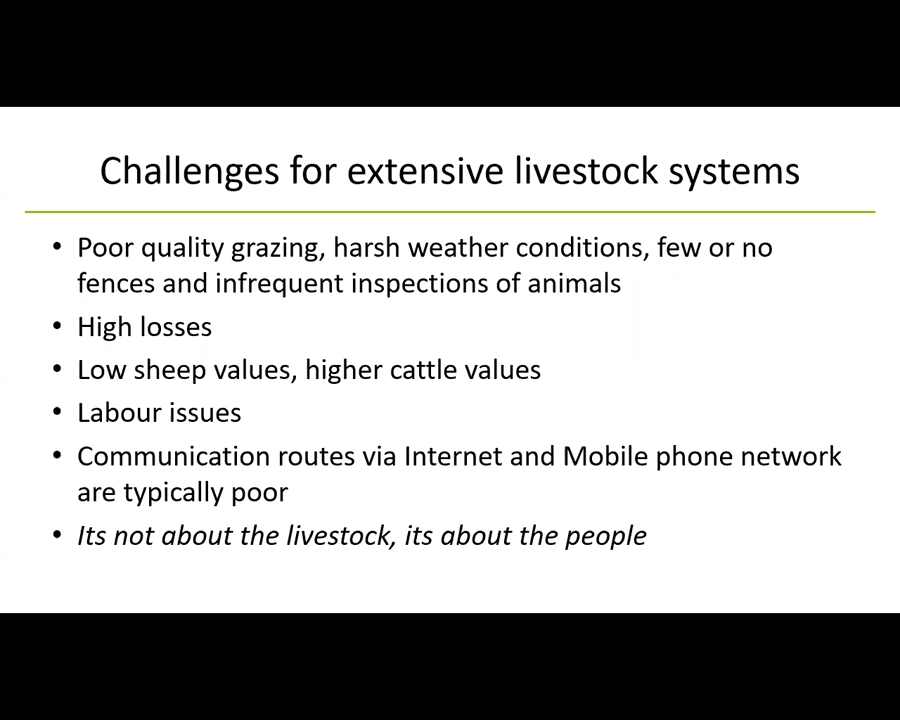 Challenges for extensive livestock systems
• Poor quality grazing, harsh weather conditions, few or no
fences and infrequent inspections of animals
• High losses
• Low sheep values, higher cattle values
• Labour issues
• Communication routes via Internet and Mobile phone network
are typically poor
• Its not about the livestock, its about the people